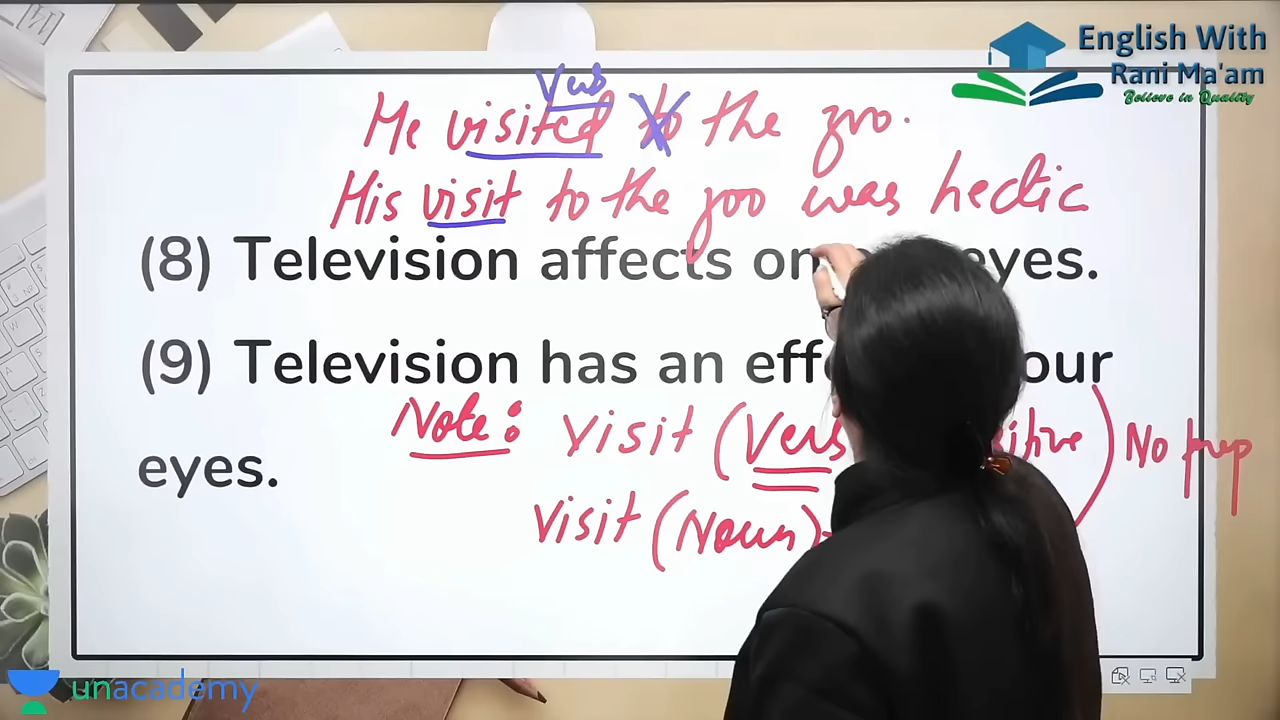 English With
Rani Ma'am
Believe in Quality
Verb
He visited to the zoo.
His visit to the zoo was hectic
(8) Television affects on eyes.
(9) Television has an our
eyes.
Note: Visit (Verb ) No prep
Visit (Noun)
unacademy